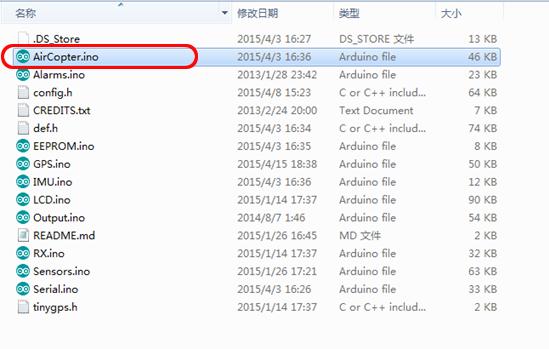 名称 修改日期 类型 大小
.DS_Store 2015/4/3 16:27 DS_STORE 文件 13 KB
AirCopter.ino 2015/4/3 16:36 Arduino file 46 KB
Alarms.ino 2013/1/28 23:42 Arduino file 23 KB
config.h 2015/4/8 15:23 C or C++ includ... 64 KB
CREDITS.txt 2013/2/24 20:00 Text Document 7 KB
def.h 2015/4/3 16:34 C or C++ includ... 74 KB
EEPROM.ino 2015/4/3 16:35 Arduino file 8 KB
GPS.ino 2015/4/15 18:38 Arduino file 50 KB
IMU.ino 2015/4/3 16:36 Arduino file 12 KB
LCD.ino 2015/1/14 17:37 Arduino file 90 KB
Output.ino 2014/8/7 1:46 Arduino file 54 KB
README.md 2015/1/26 16:45 MD 文件 2 KB
RX.ino 2015/1/14 17:37 Arduino file 32 KB
Sensors.ino 2015/1/26 17:21 Arduino file 63 KB
Serial.ino 2015/4/3 16:36 Arduino file 33 KB
tinygps.h 2015/1/14 17:37 C or C++ includ... 2 KB